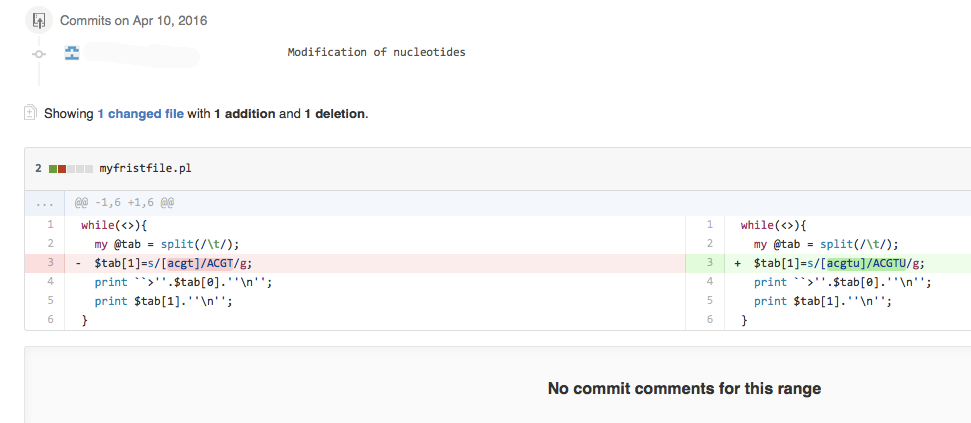 Commits on Apr 10, 2016
Modification of nucleotides
Showing 1 changed file with 1 addition and 1 deletion.
2 myfristfile.pl
... @@ -1,6 +1,6 @@
1 while(<>){ 1 while(<>){
2 my @tab = split(/\t/); 2 my @tab = split(/\t/);
3 - $tab[1]=s/[acgt]/ACGT/g; 3 + $tab[1]=s/[acgtu]/ACGTU/g;
4 print ``>''.$tab[0].''\n''; 4 print ``>''.$tab[0].''\n'';
5 print $tab[1].''\n''; 5 print $tab[1].''\n'';
6 } 6 }
No commit comments for this range